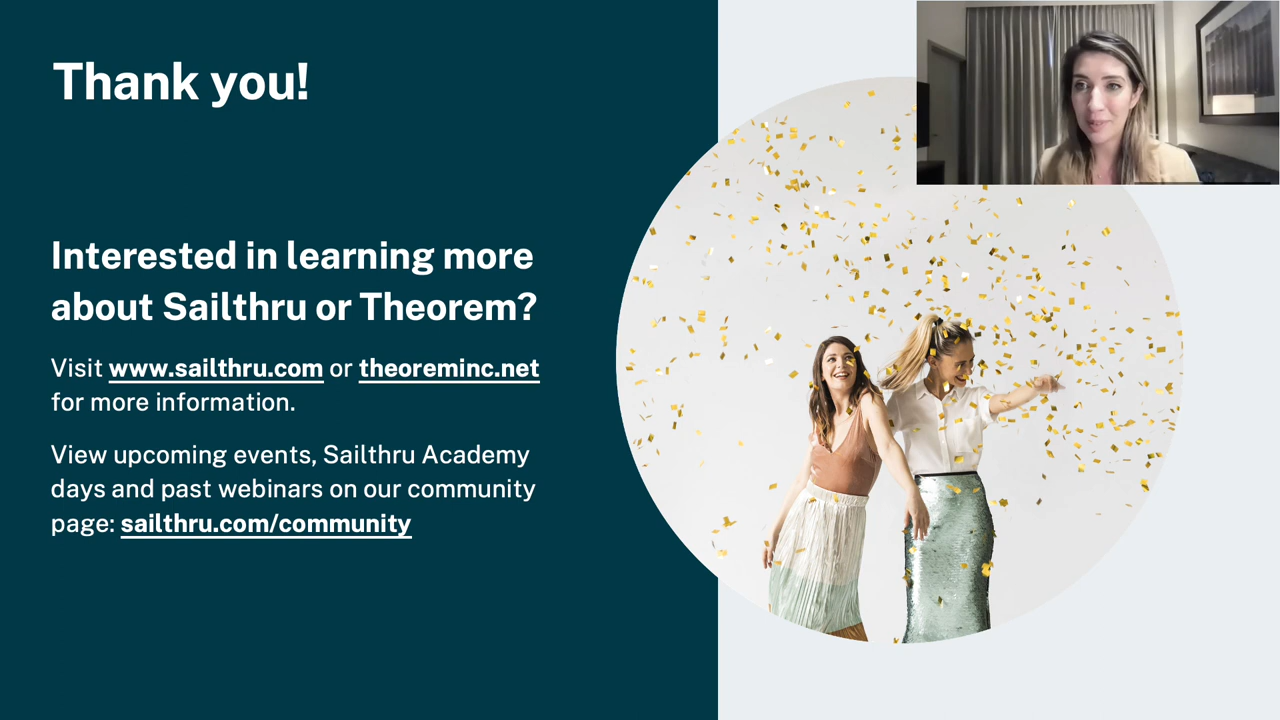 Thank you!
Interested in learning more
about Sailthru or Theorem?
Visit www.sailthru.com or theoreminc.net
for more information.
View upcoming events, Sailthru Academy
days and past webinars on our community
page: sailthru.com/community